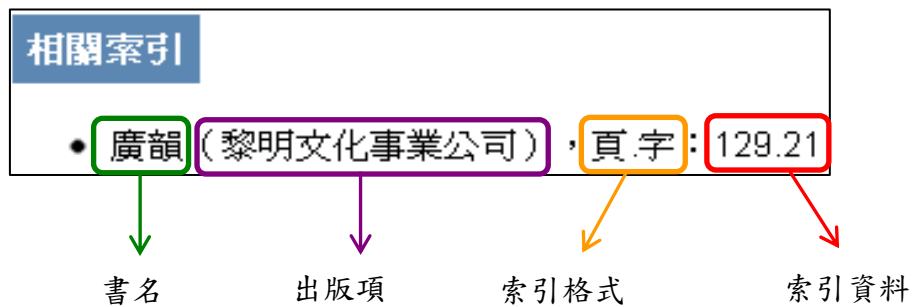 相關索引
• 廣韻(黎明文化事業公司),頁.字:129.21
書名 出版項 索引格式 索引資料